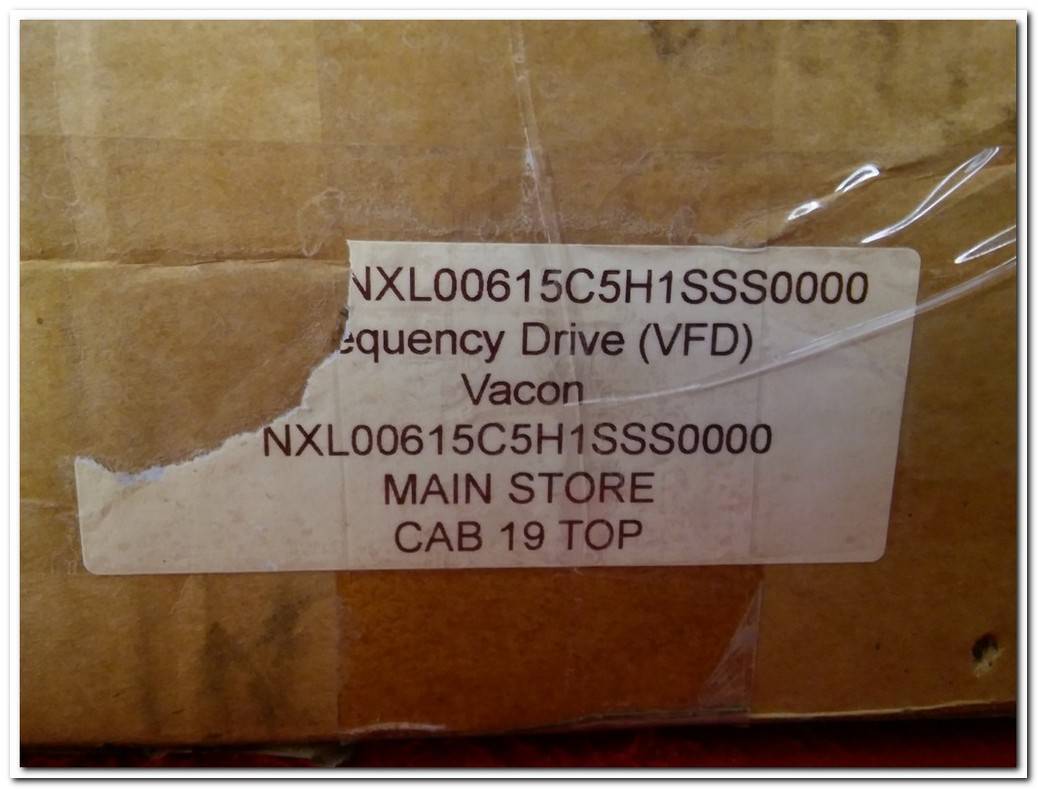 NXL00615C5H1SSS0000
equency Drive (VFD)
Vacon
NXL00615C5H1SSS0000
MAIN STORE
CAB 19 TOP